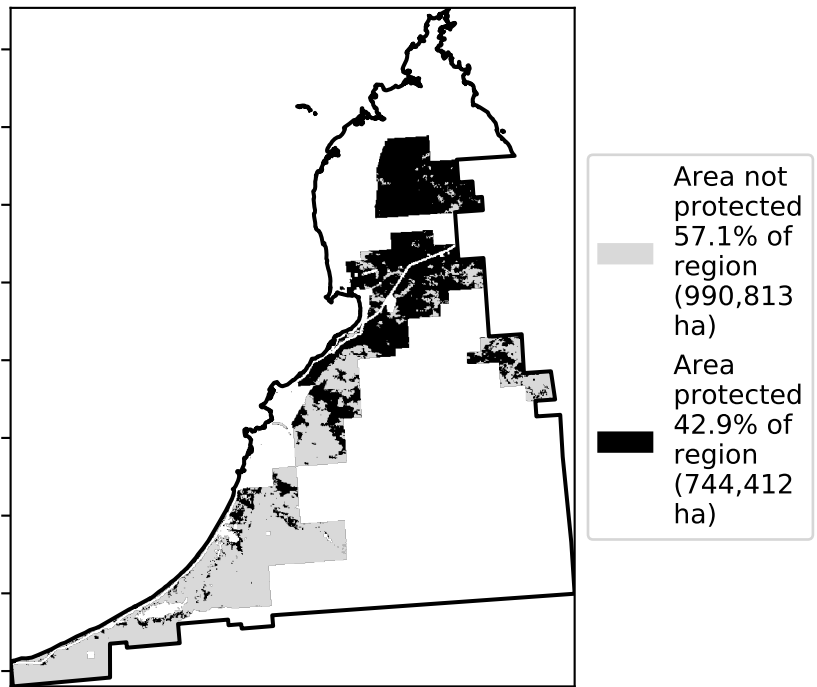 Area not
protected
57.1% of
region
(990,813
ha)
Area
protected
42.9% of
region
(744,412
ha)